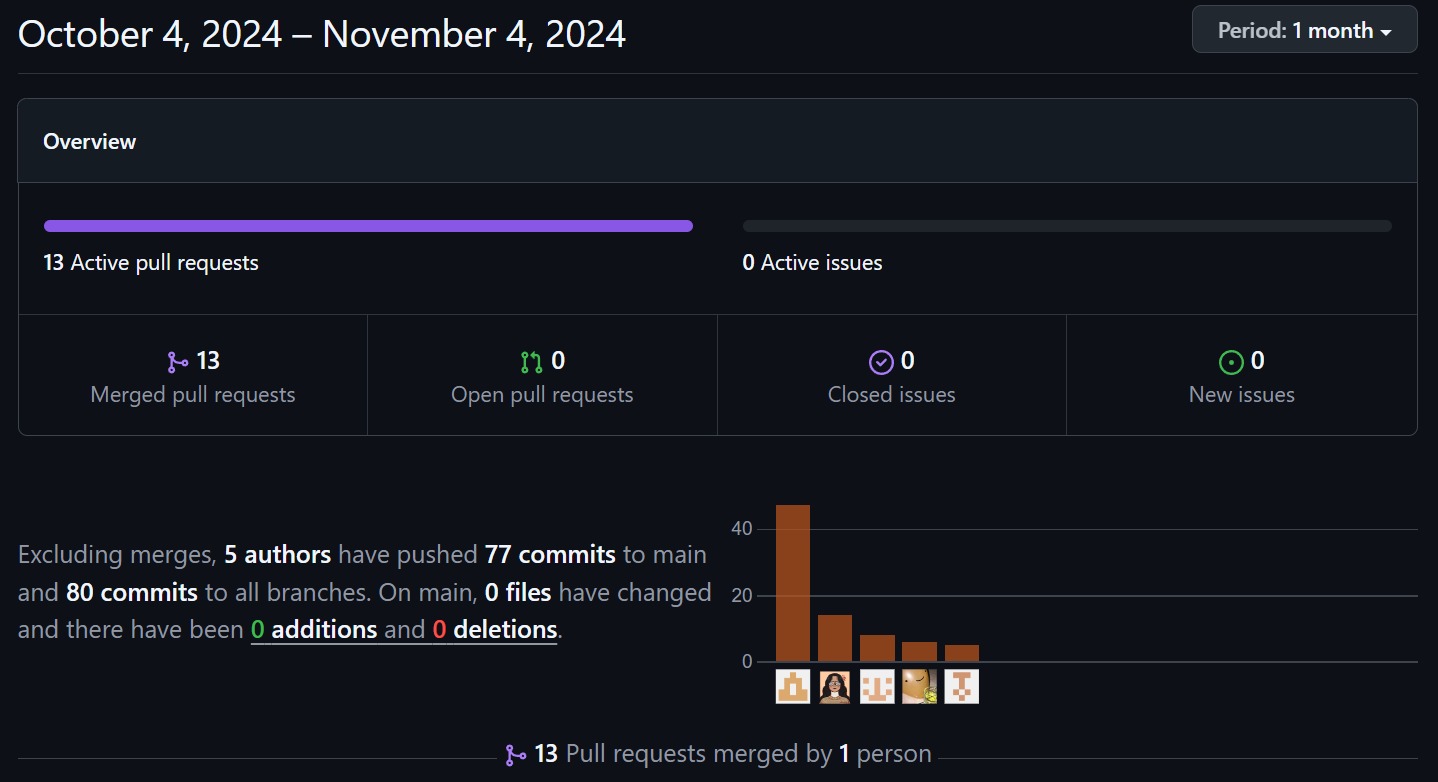 October 4, 2024 – November 4, 2024
Period: 1 month
Overview
13 Active pull requests
0 Active issues
13
Merged pull requests
0
Open pull requests
0
Closed issues
0
New issues
Excluding merges, 5 authors have pushed 77 commits to main
and 80 commits to all branches. On main, 0 files have changed
and there have been 0 additions and 0 deletions.
40
20
0
13 Pull requests merged by 1 person